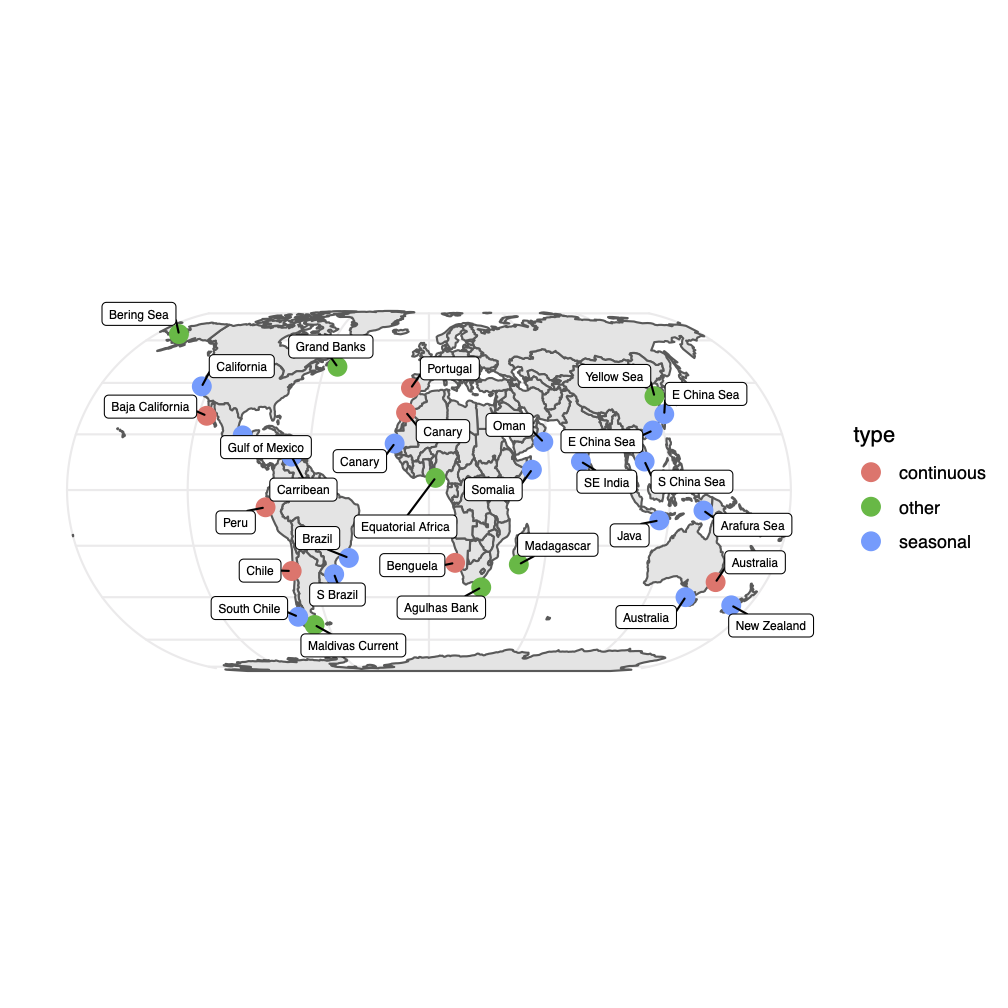 Bering Sea
Grand Banks
California
Portugal
Yellow Sea
E China Sea
Baja California
Canary
Oman
E China Sea
Gulf of Mexico
Canary
Carribean
Somalia
SE India
S China Sea
Peru
Equatorial Africa
Arafura Sea
Brazil
Java
Madagascar
Chile
Benguela
Australia
S Brazil
South Chile
Agulhas Bank
Australia
New Zealand
Maldivas Current
type
continuous
other
seasonal